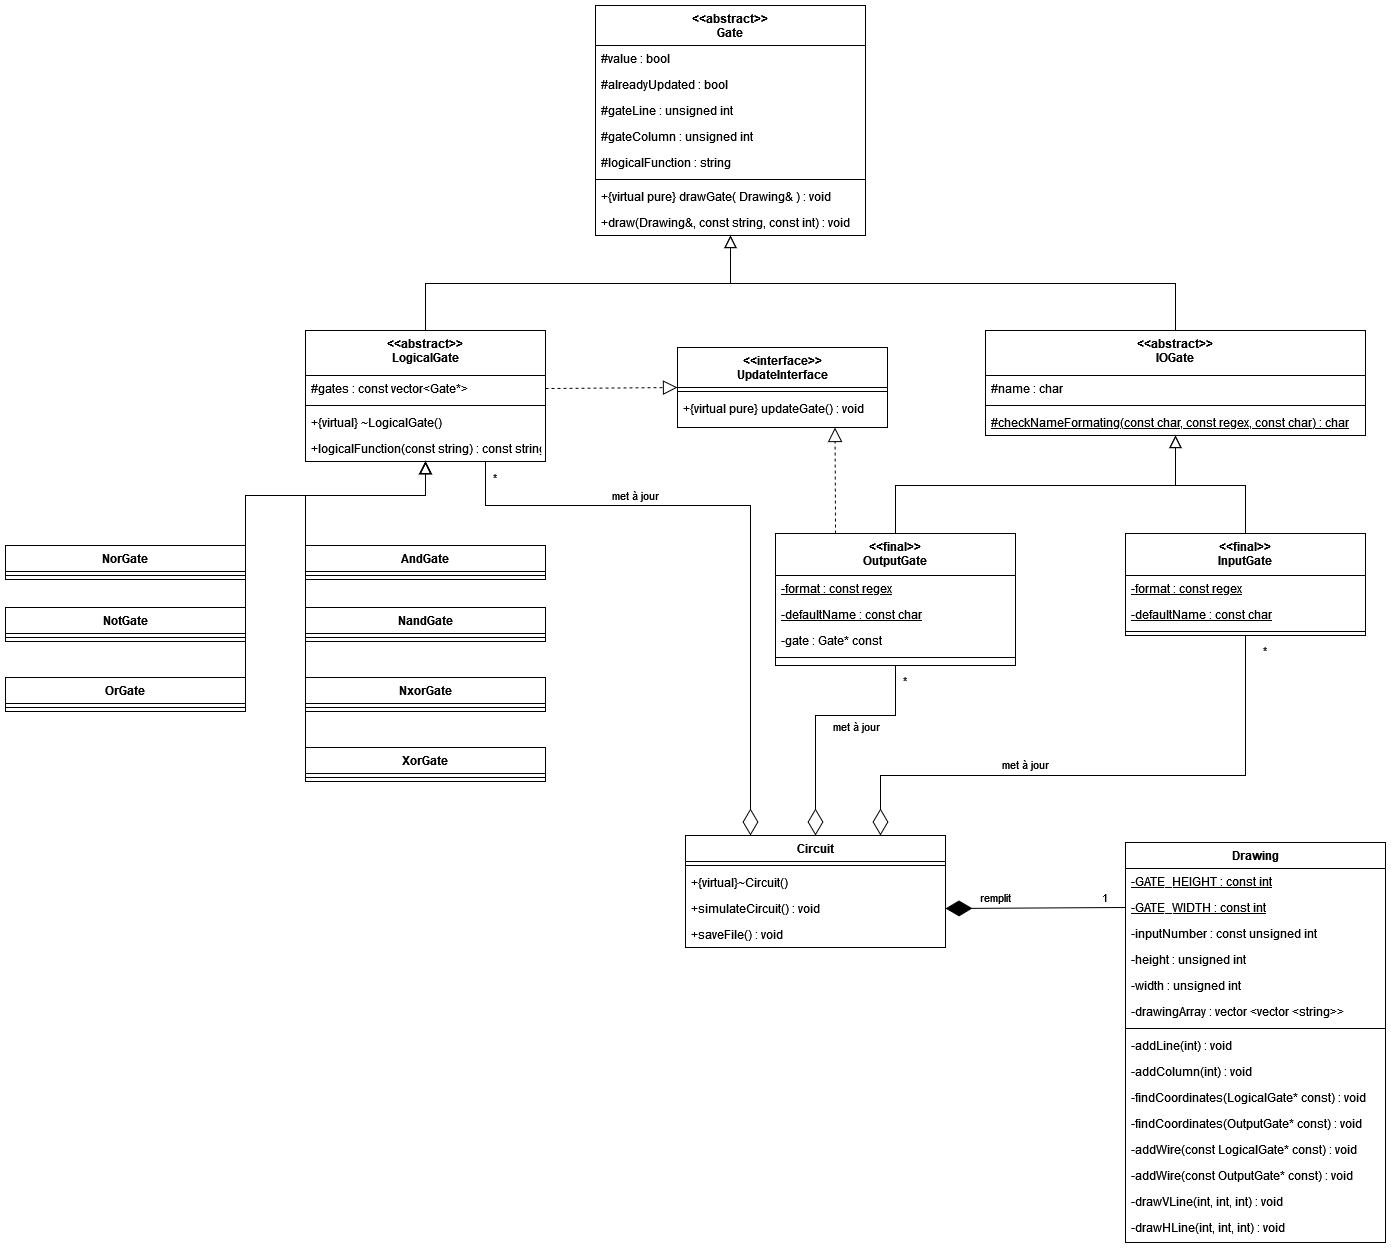 <<abstract>>
Gate
#value : bool
#alreadyUpdated : bool
#gateLine : unsigned int
#gateColumn : unsigned int
#logicalFunction : string
+{virtual pure} drawGate( Drawing& ) : void
+draw(Drawing&, const string, const int) : void
<<abstract>>
LogicalGate
#gates : const vector<Gate*>
+{virtual} ~LogicalGate()
+logicalFunction(const string) : const string
<<interface>>
UpdateInterface
+{virtual pure} updateGate() : void
<<abstract>>
IOGate
#name : char
#checkNameFormating(const char, const regex, const char) : char
*
met à jour
NorGate
NotGate
OrGate
AndGate
NandGate
NxorGate
XorGate
<<final>>
OutputGate
-format : const regex
-defaultName : const char
-gate : Gate* const
<<final>>
InputGate
-format : const regex
-defaultName : const char
*
met à jour
*
met à jour
Circuit
+{virtual}~Circuit()
+simulateCircuit() : void
+saveFile() : void
remplit
1
Drawing
-GATE_HEIGHT : const int
-GATE_WIDTH : const int
-inputNumber : const unsigned int
-height : unsigned int
-width : unsigned int
-drawingArray : vector <vector <string>>
-addLine(int) : void
-addColumn(int) : void
-findCoordinates(LogicalGate* const) : void
-findCoordinates(OutputGate* const) : void
-addWire(const LogicalGate* const) : void
-addWire(const OutputGate* const) : void
-drawVLine(int, int, int) : void
-drawHLine(int, int, int) : void